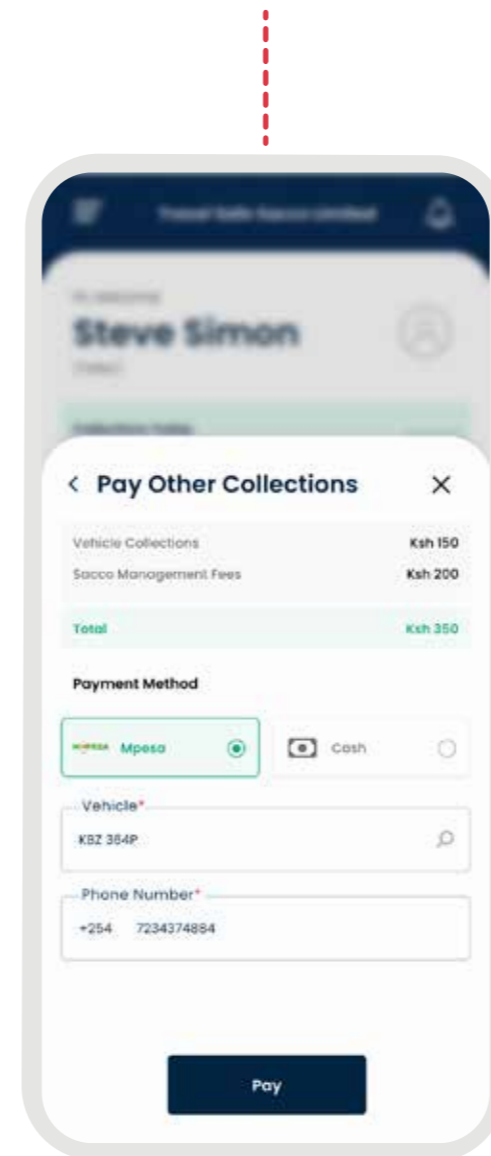 Steve Simon
Pay Other Collections
Vehicle Collections Ksh 150
Sacco Management Fees Ksh 200
Total Ksh 350
Payment Method
Mpesa Cash
Vehicle*
KBZ 364P
Phone Number*
+254 7234374884
Pay